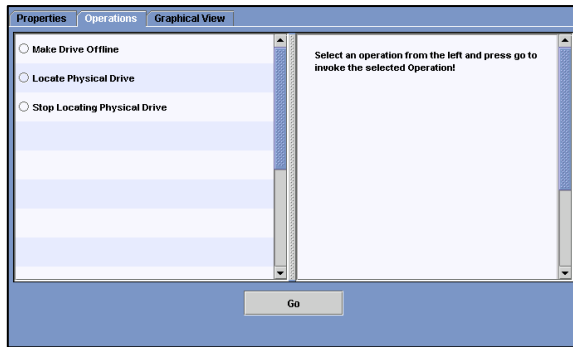 Properties Operations Graphical View
Make Drive Offline
Locate Physical Drive
Stop Locating Physical Drive
Select an operation from the left and press go to
invoke the selected Operation!
Go